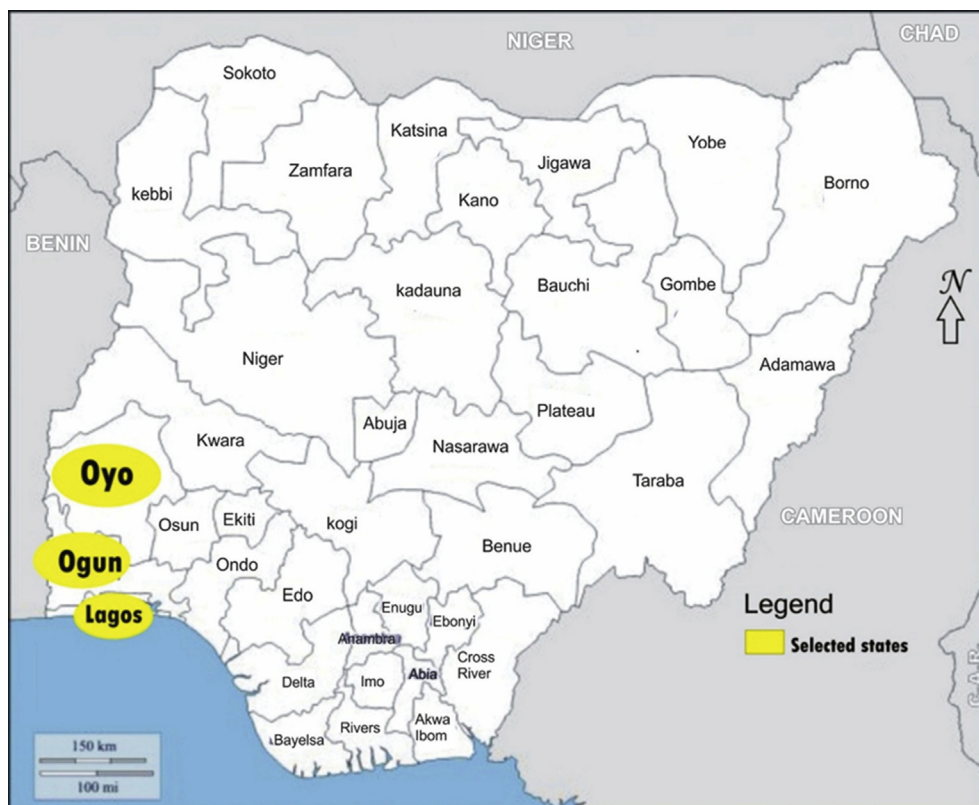 NIGER
CHAD
Sokoto
Katsina
Yobe
Jigawa
Zamfara
Borno
kebbi
Kano
BENIN
Bauchi
Gombe
kadauna
N
Niger
Adamawa
Plateau
Abuja
Kwara
Nasarawa
Oyo
Taraba
CAMEROON
Osun
Ekiti
kogi
Benue
Ogun
Ondo
Edo
Enugu
Legend
Lagos
Ebonyi
Anambra
Selected states
Cross
River
Abia
Delta
Imo
C.A.R.
Akwa
Ibom
Rivers
Bayelsa
150 km
100 mi